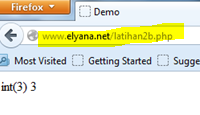 Firefox
Demo
www.elyana.net/latihan2b.php
Most Visited Getting Started Sugge
int(3) 3